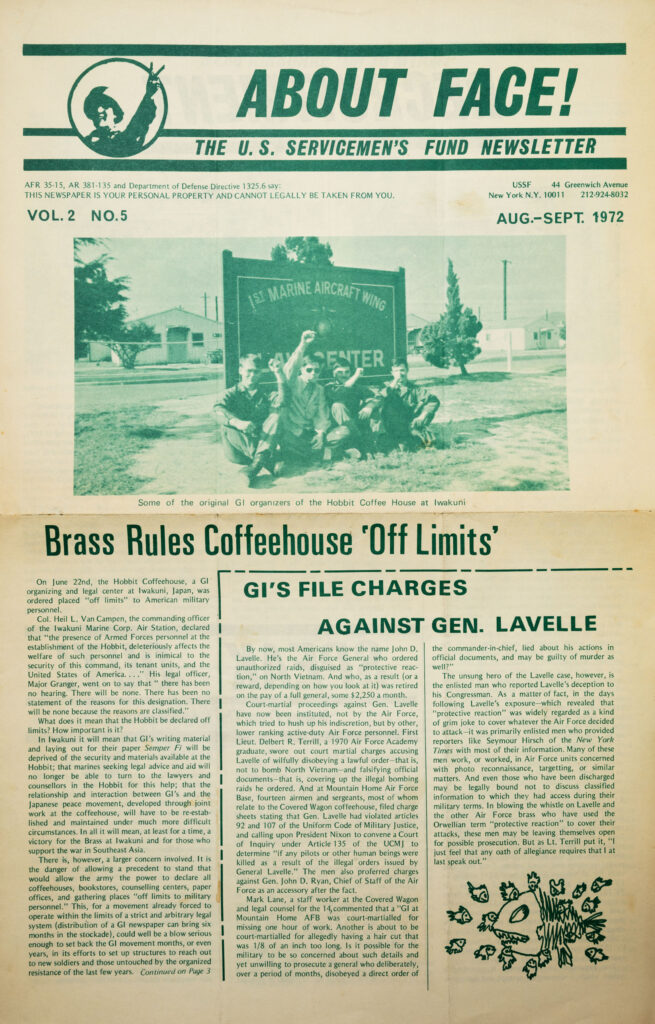 ABOUT FACE!
THE U. S. SERVICEMEN'S FUND NEWSLETTER
AFR 35-15, AR 381-135 and Department of Defense Directive 1325.6 say:
THIS NEWSPAPER IS YOUR PERSONAL PROPERTY AND CANNOT LEGALLY BE TAKEN FROM YOU.
USSF 44 Greenwich Avenue
New York N.Y. 10011 212-924-8032
VOL. 2 NO. 5
AUG.-SEPT. 1972
1ST MARINE AIRCRAFT WING
CENTER
Some of the original GI organizers of the Hobbit Coffee House at Iwakuni
Brass Rules Coffeehouse 'Off Limits'
On June 22nd, the Hobbit Coffeehouse, a GI
organizing and legal center at Iwakuni, Japan, was
ordered placed "off limits" to American military
personnel.
Col. Heil L. Van Campen, the commanding officer
of the Iwakuni Marine Corp. Air Station, declared
that "the presence of Armed Forces personnel at the
establishment of the Hobbit, deleteriously affects the
welfare of such personnel and is inimical to the
security of this command, its tenant units, and the
United States of America. . . ." His legal officer,
Major Granger, went on to say that " there has been
no hearing. There will be none. There has been no
statement of the reasons for this designation. There
will be none because the reasons are classified."
What does it mean that the Hobbit be declared off
limits? How important is it?
In Iwakuni it will mean that GI's writing material
and laying out for their paper Semper Fi will be
deprived of the security and materials available at the
Hobbit; that marines seeking legal advice and aid will
no longer be able to turn to the lawyers and
counsellors in the Hobbit for this help; that the
relationship and interaction between GI's and the
Japanese peace movement, developed through joint
work at the coffeehouse, will have to be re-estab-
lished and maintained under much more difficult
circumstances. In all it will mean, at least for a time, a
victory for the Brass at Iwakuni and for those who
support the war in Southeast Asia.
There is, however, a larger concern involved. It is
the danger of allowing a precedent to stand that
would allow the army the power to declare all
coffeehouses, bookstores, counselling centers, paper
offices, and gathering places "off limits to military
personnel." This, for a movement already forced to
operate within the limits of a strict and arbitrary legal
system (distribution of a GI newspaper can bring six
months in the stockade), could well be a blow serious
enough to set back the GI movement months, or even
years, in its efforts to set up structures to reach out
to new soldiers and those untouched by the organized
resistance of the last few years. Continued on Page 3
GI'S FILE CHARGES
AGAINST GEN. LAVELLE
By now, most Americans know the name John D.
Lavelle. He's the Air Force General who ordered
unauthorized raids, disguised as "protective reac-
tion," on North Vietnam. And who, as a result (or a
reward, depending on how you look at it) was retired
on the pay of a full general, some $2,250 a month.
Court-martial proceedings against Gen. Lavelle
have now been instituted, not by the Air Force,
which tried to hush up his indiscretion, but by other,
lower ranking active-duty Air Force personnel. First
Lieut. Delbert R. Terrill, a 1970 Air Force Academy
graduate, swore out court martial charges accusing
Lavelle of wilfully disobeying a lawful order—that is,
not to bomb North Vietnam—and falsifying official
documents—that is, covering up the illegal bombing
raids he ordered. And at Mountain Home Air Force
Base, fourteen airmen and sergeants, most of whom
relate to the Covered Wagon coffeehouse, filed charge
sheets stating that Gen. Lavelle had violated articles
92 and 107 of the Uniform Code of Military Justice,
and calling upon President Nixon to convene a Court
of Inquiry under Article 135 of the UCMJ to
determine "if any pilots or other human beings were
killed as a result of the illegal orders issued by
General Lavelle." The men also proferred charges
against Gen. John D. Ryan, Chief of Staff of the Air
Force as an accessory after the fact.
Mark Lane, a staff worker at the Covered Wagon
and legal counsel for the 14, commented that a "GI at
Mountain Home AFB was court-martialled for
missing one hour of work. Another is about to be
court-martialled for allegedly having a hair cut that
was 1/8 of an inch too long. Is it possible for the
military to be so concerned about such details and
yet unwilling to prosecute a general who deliberately,
over a period of months, disobeyed a direct order of
the commander-in-chief, lied about his actions in
official documents, and may be guilty of murder as
well?"
The unsung hero of the Lavelle case, however, is
the enlisted man who reported Lavelle's deception to
his Congressman. As a matter of fact, in the days
following Lavelle's exposure—which revealed that
"protective reaction" was widely regarded as a kind
of grim joke to cover whatever the Air Force decided
to attack—it was primarily enlisted men who provided
reporters like Seymour Hirsch of the New York
Times with most of their information. Many of these
men work, or worked, in Air Force units concerned
with photo reconnaissance, targetting, or similar
matters. And even those who have been discharged
may be legally bound not to discuss classified
information to which they had access during their
military terms. In blowing the whistle on Lavelle and
the other Air Force brass who have used the
Orwellian term "protective reaction" to cover their
attacks, these men may be leaving themselves open
for possible prosecution. But as Lt. Terrill put it, "I
just feel that any oath of allegiance requires that I at
last speak out."